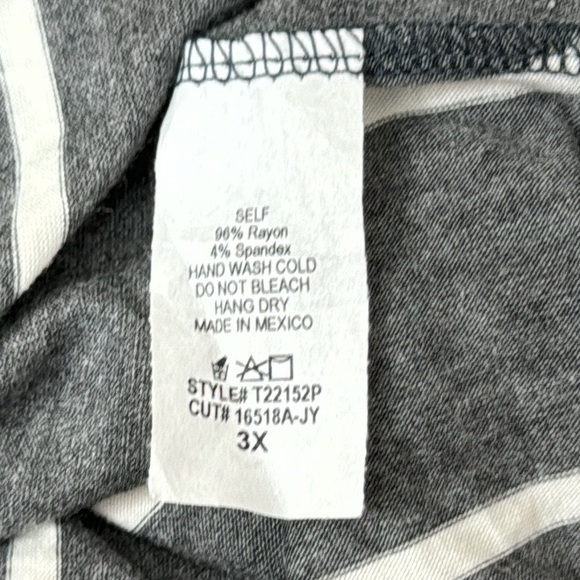 SELF
96% Rayon
4% Spandex
HAND WASH COLD
DO NOT BLEACH
HANG DRY
MADE IN MEXICO
STYLE# T22152P
CUT# 16518A-JY
3X